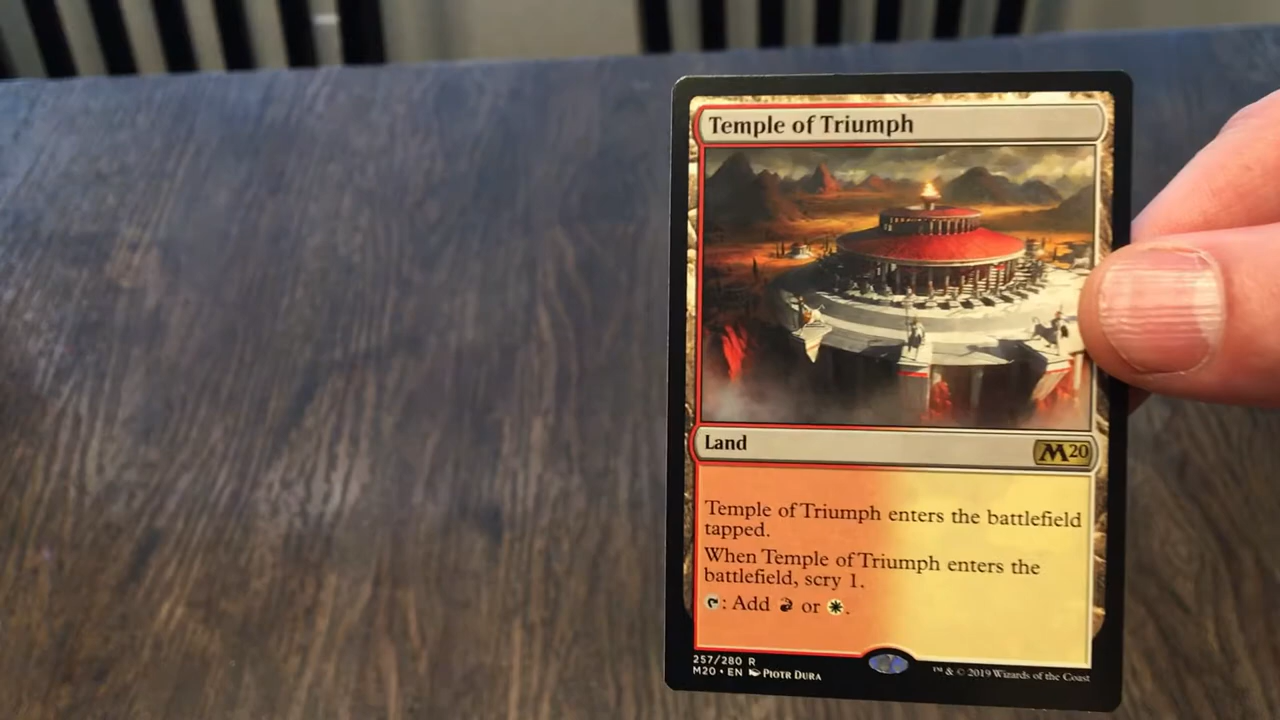 Temple of Triumph
Land
M20
Temple of Triumph enters the battlefield
tapped.
When Temple of Triumph enters the
battlefield, scry 1.
: Add or .
257/280 R
M20 • EN Piotr Dura
™ & © 2019 Wizards of the Coast